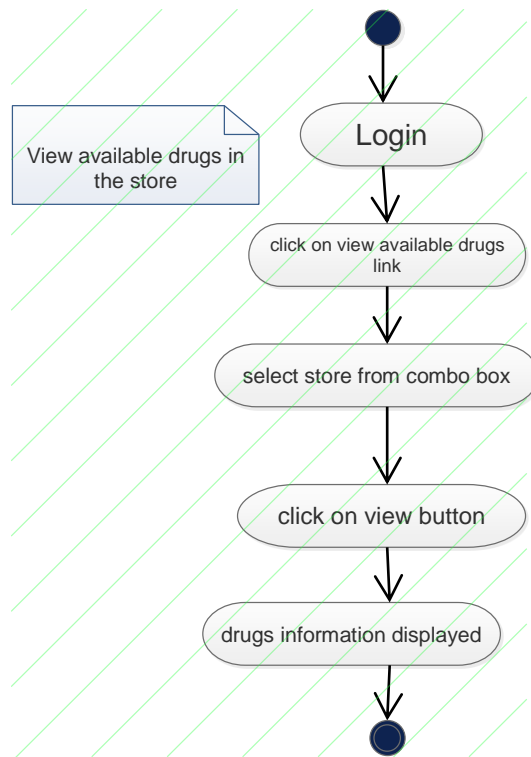 Login
View available drugs in
the store
click on view available drugs
link
select store from combo box
click on view button
drugs information displayed